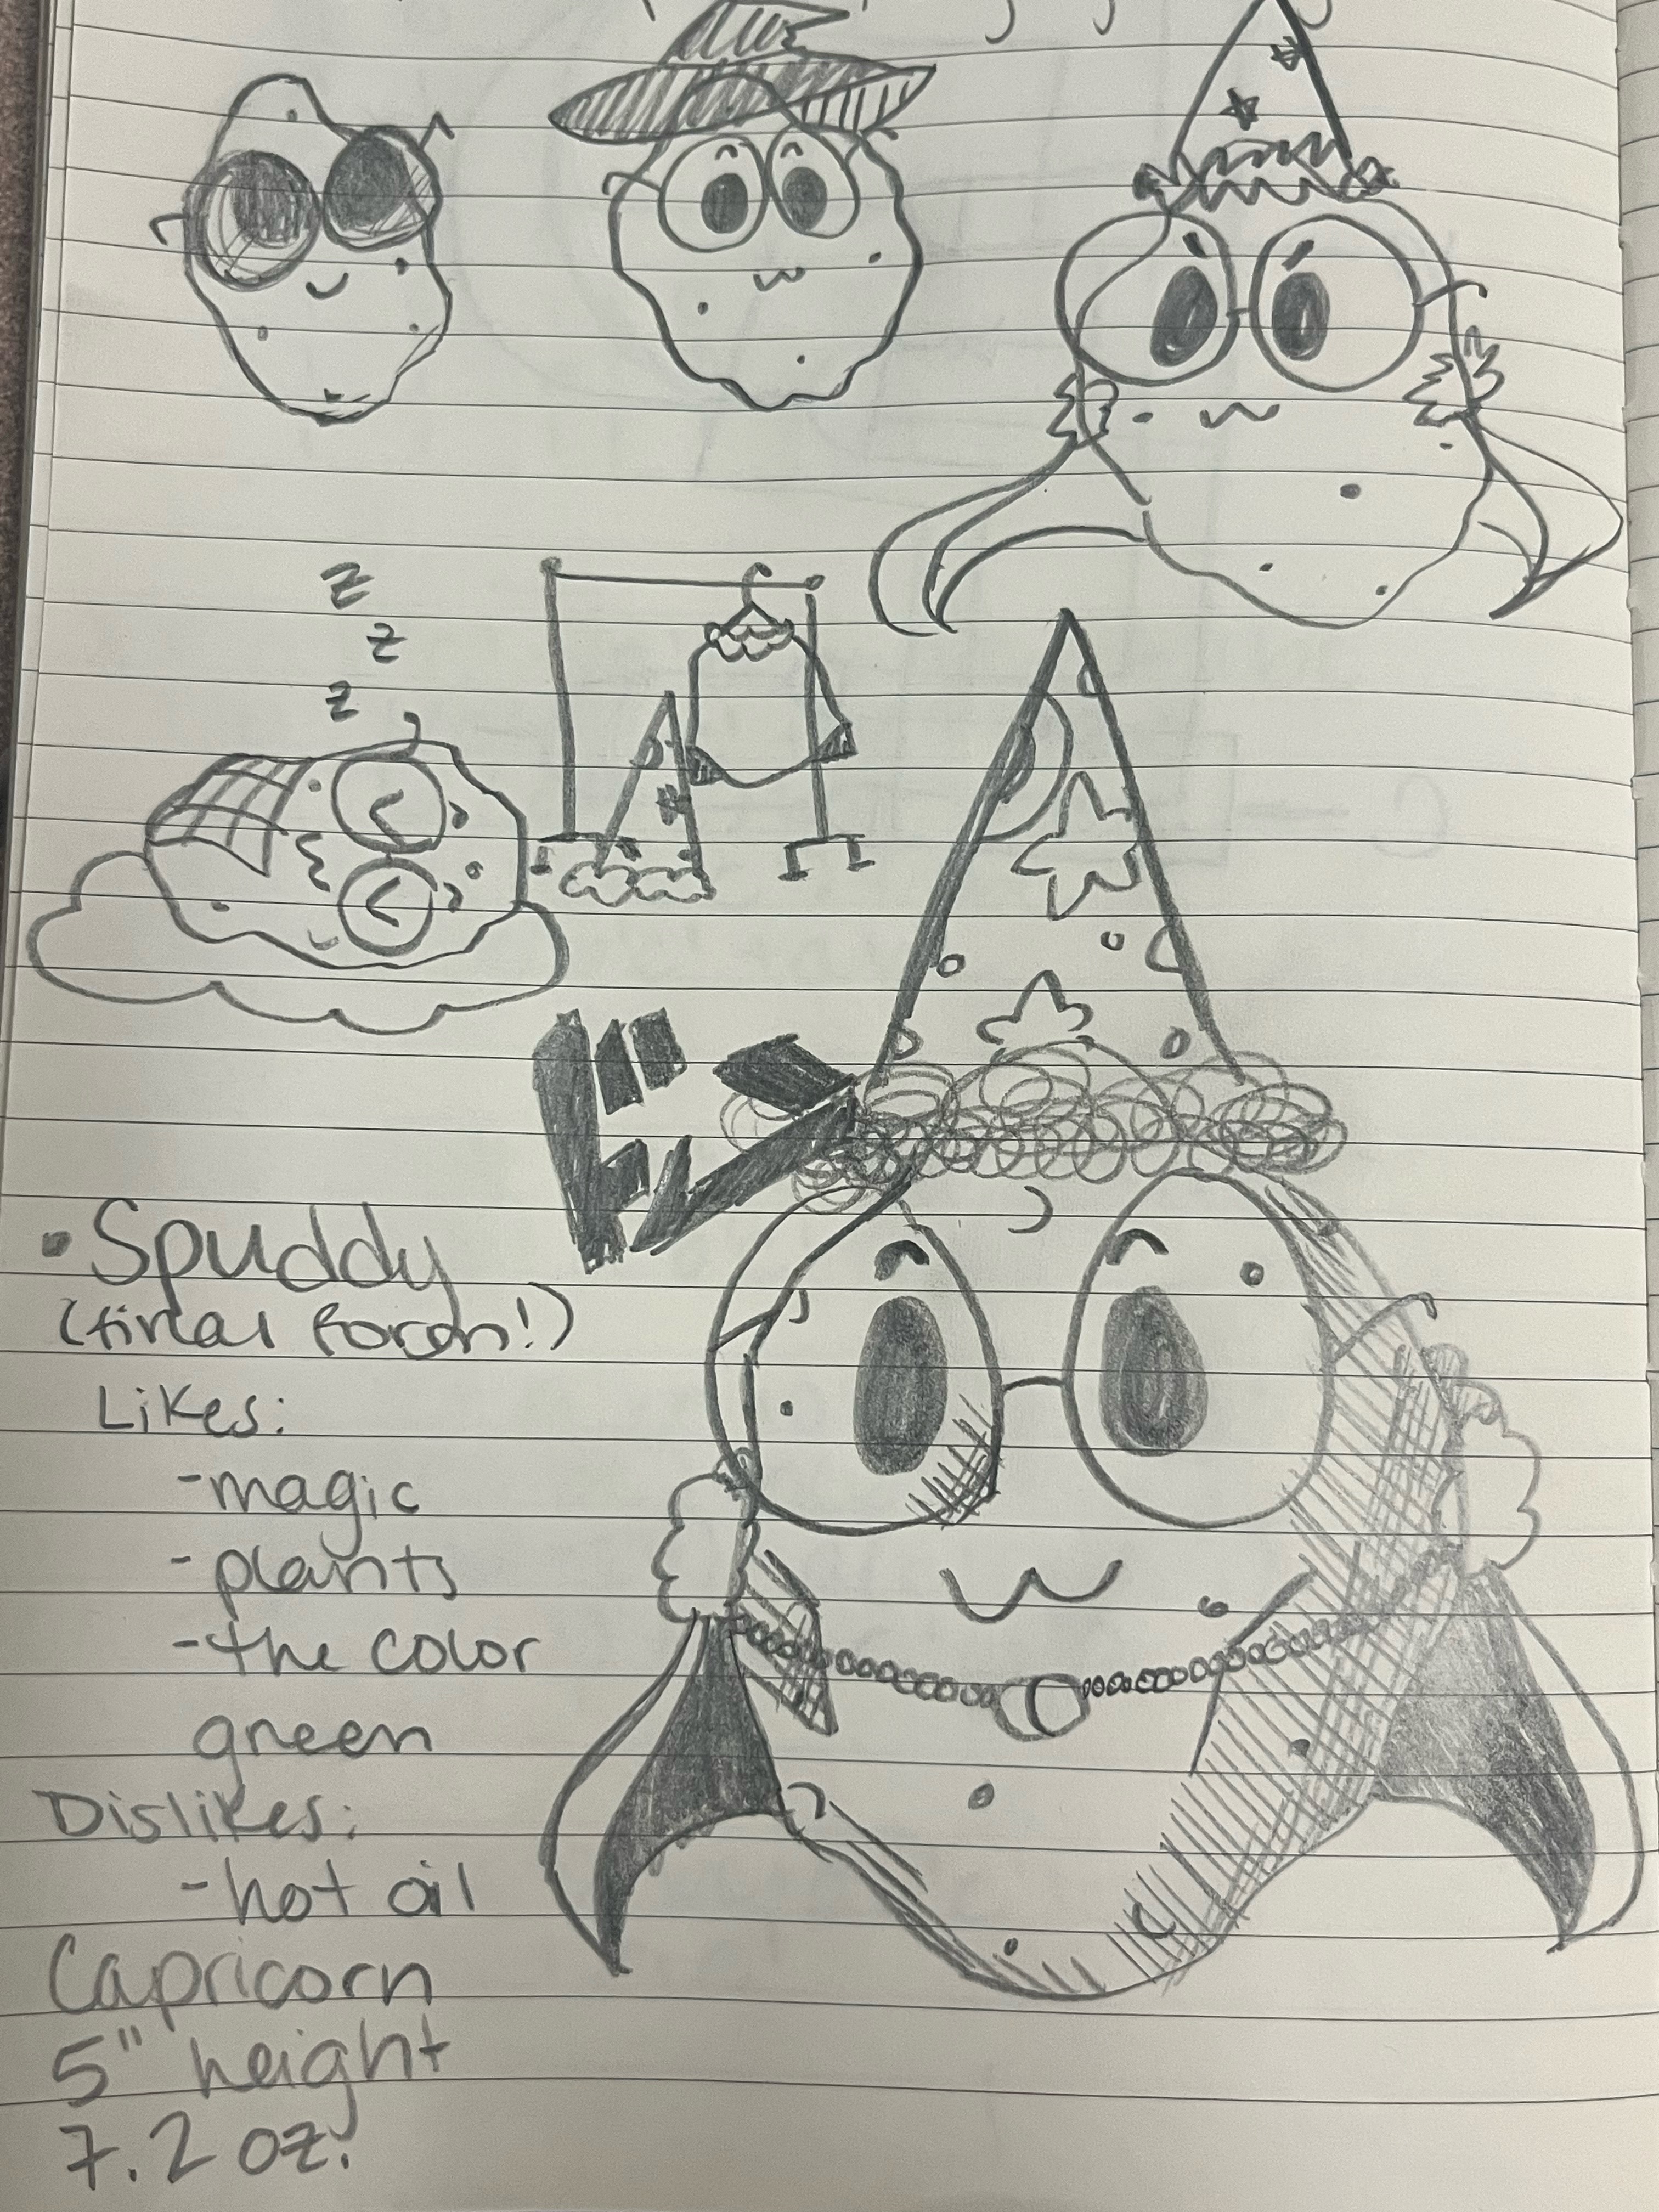 z
z
z
• Spuddy
(final form!)
Likes:
-magic
-plants
-the color
green
Dislikes:
-hot oil
Capricorn
5" height
7.2 oz.